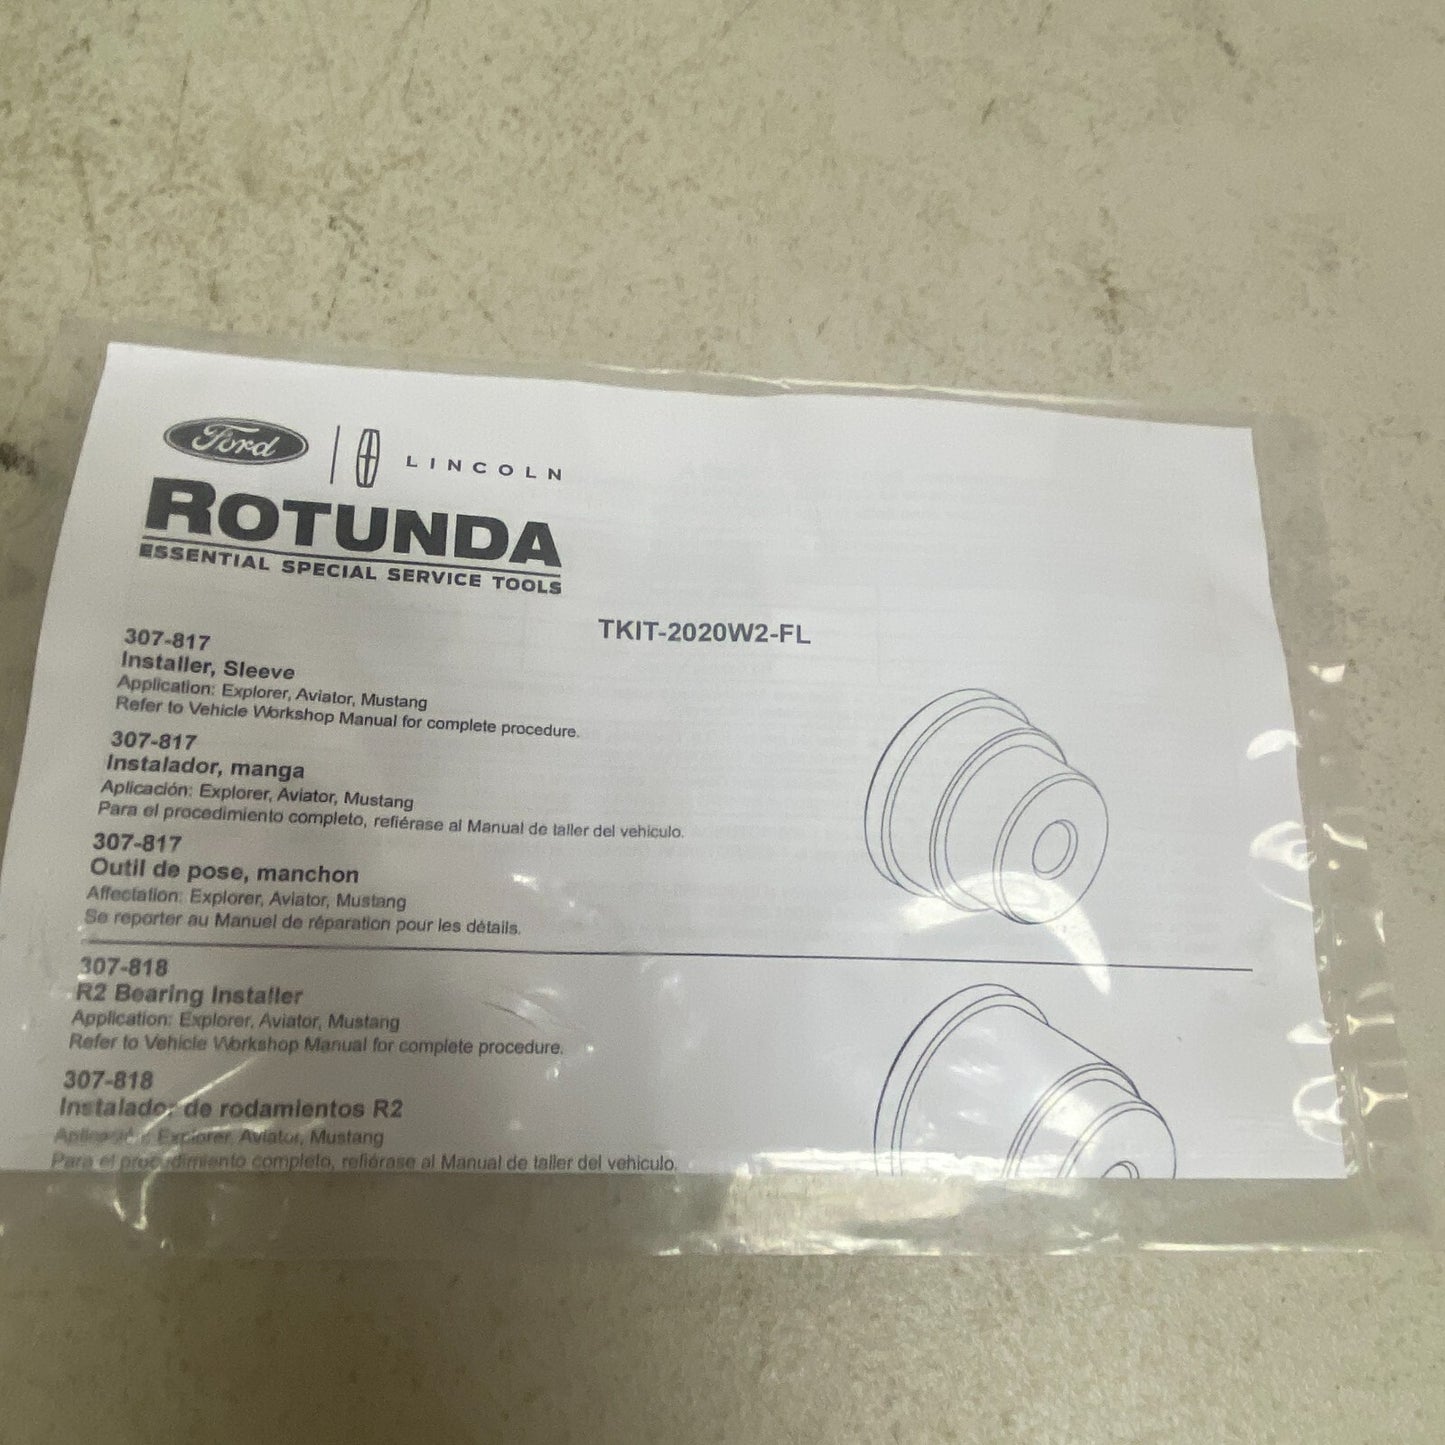 Ford LINCOLN
ROTUNDA
ESSENTIAL SPECIAL SERVICE TOOLS
TKIT-2020W2-FL
307-817
Installer, Sleeve
Application: Explorer, Aviator, Mustang
Refer to Vehicle Workshop Manual for complete procedure.
307-817
Instalador, manga
Aplicación: Explorer, Aviator, Mustang
Para el procedimiento completo, refiérase al Manual de taller del vehiculo.
307-817
Outil de pose, manchon
Affectation: Explorer, Aviator, Mustang
Se reporter au Manuel de réparation pour les détails.
307-818
R2 Bearing Installer
Application: Explorer, Aviator, Mustang
Refer to Vehicle Workshop Manual for complete procedure.
307-818
Instalador de rodamientos R2
Aplicación: Explorer, Aviator, Mustang
Para el procedimiento completo, refiérase al Manual de taller del vehiculo.